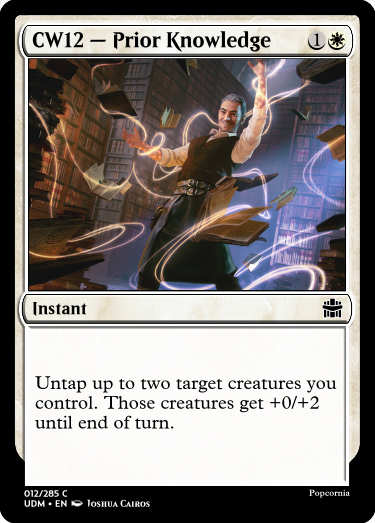 CW12 — Prior Knowledge 1
Instant
Untap up to two target creatures you
control. Those creatures get +0/+2
until end of turn.
012/285 C
Popcornia
UDM • EN Joshua Cairos